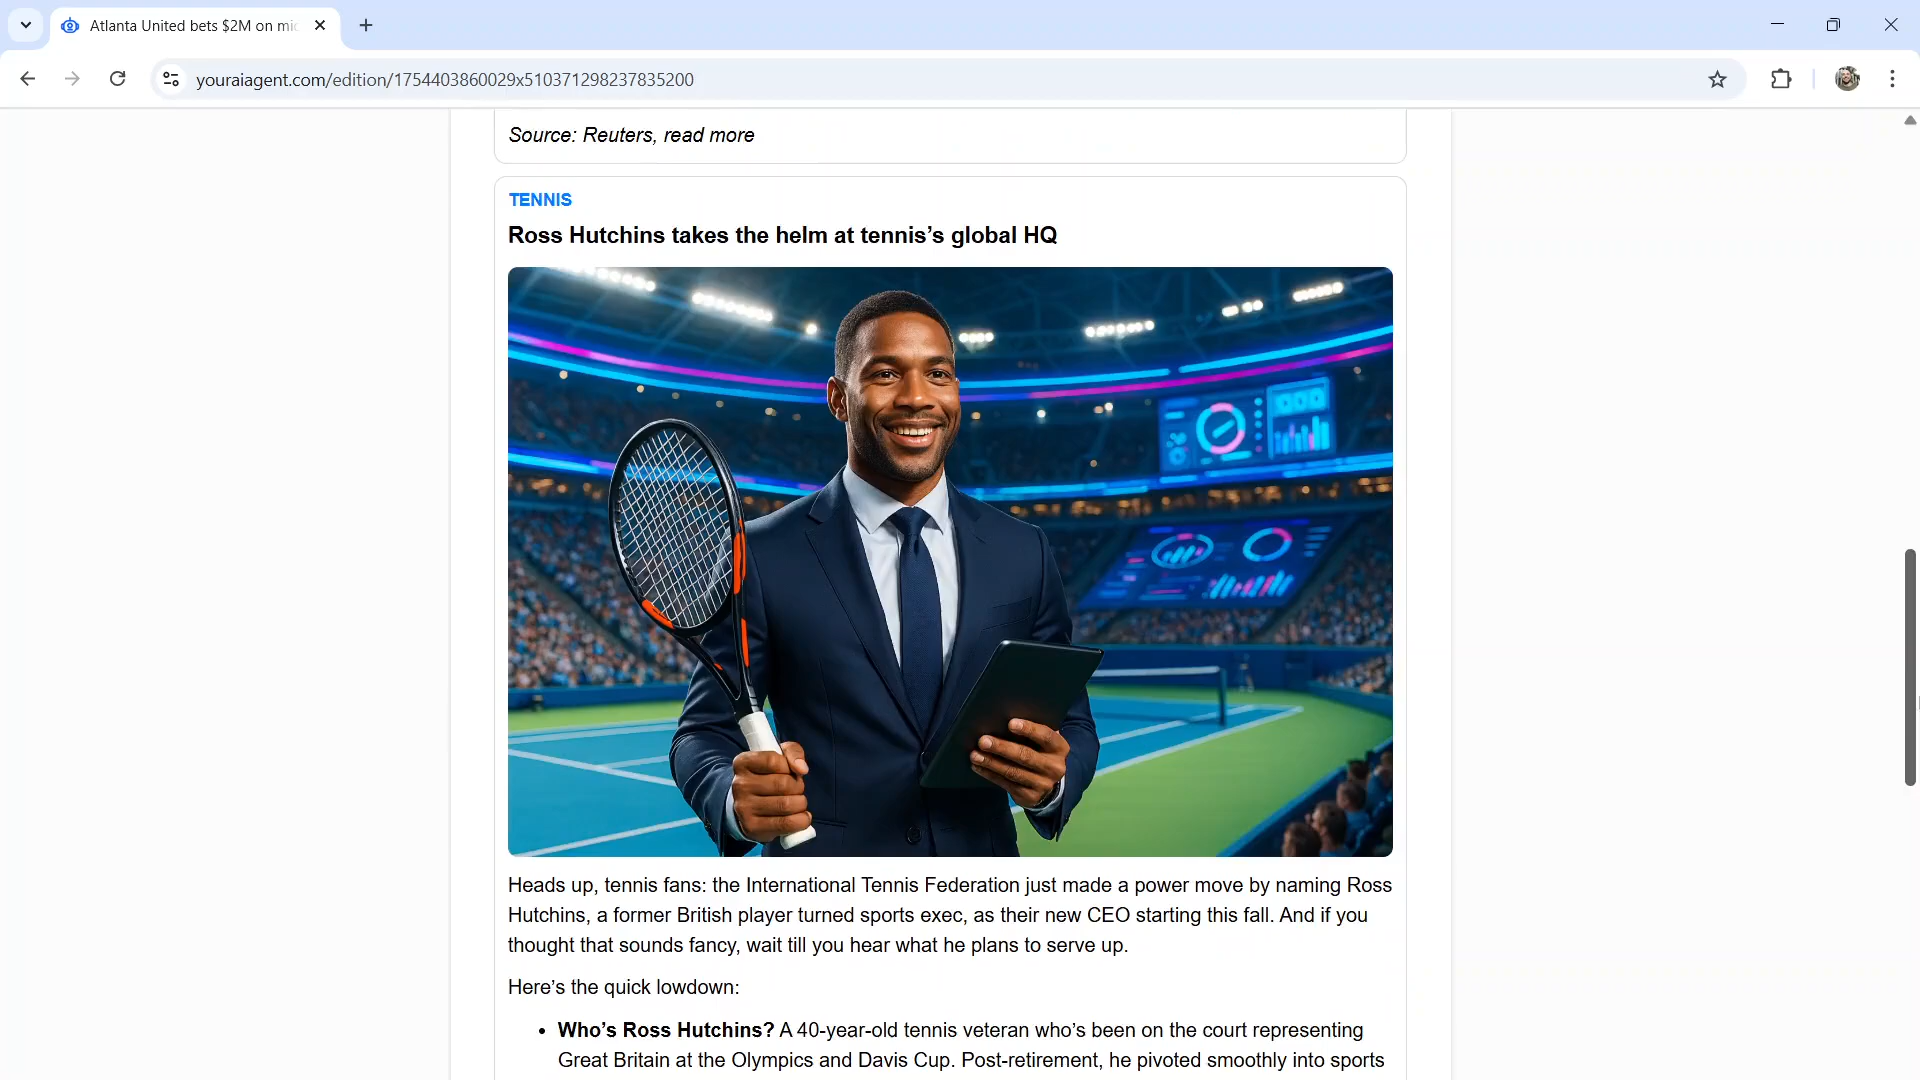 Atlanta United bets $2M on mi
youraiagent.com/edition/1754403860029x510371298237835200
Source: Reuters, read more
TENNIS
Ross Hutchins takes the helm at tennis’s global HQ
Heads up, tennis fans: the International Tennis Federation just made a power move by naming Ross
Hutchins, a former British player turned sports exec, as their new CEO starting this fall. And if you
thought that sounds fancy, wait till you hear what he plans to serve up.
Here’s the quick lowdown:
• Who’s Ross Hutchins? A 40-year-old tennis veteran who’s been on the court representing
Great Britain at the Olympics and Davis Cup. Post-retirement, he pivoted smoothly into sports